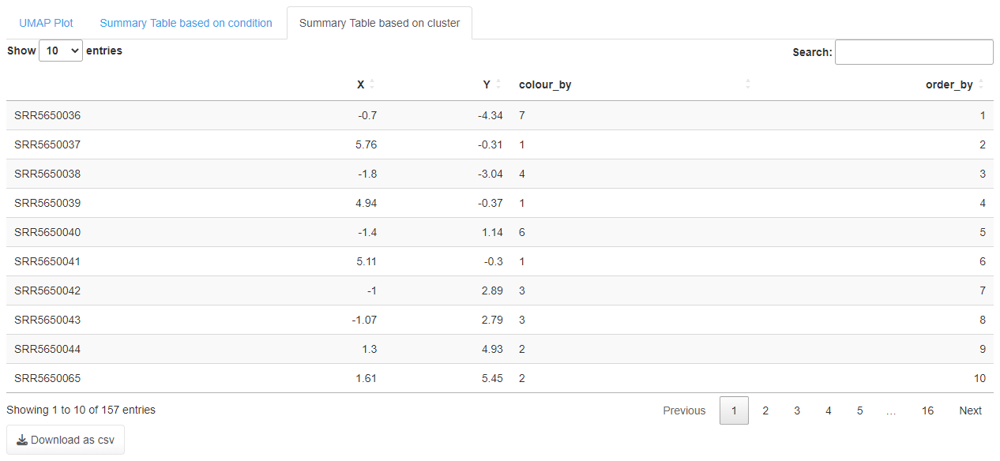 UMAP Plot Summary Table based on condition Summary Table based on cluster
Show 10 entries Search:
X Y colour_by order_by
SRR5650036 -0.7 -4.34 7 1
SRR5650037 5.76 -0.31 1 2
SRR5650038 -1.8 -3.04 4 3
SRR5650039 4.94 -0.37 1 4
SRR5650040 -1.4 1.14 6 5
SRR5650041 5.11 -0.3 1 6
SRR5650042 -1 2.89 3 7
SRR5650043 -1.07 2.79 3 8
SRR5650044 1.3 4.93 2 9
SRR5650065 1.61 5.45 2 10
Showing 1 to 10 of 157 entries Previous 1 2 3 4 5 … 16 Next
Download as csv